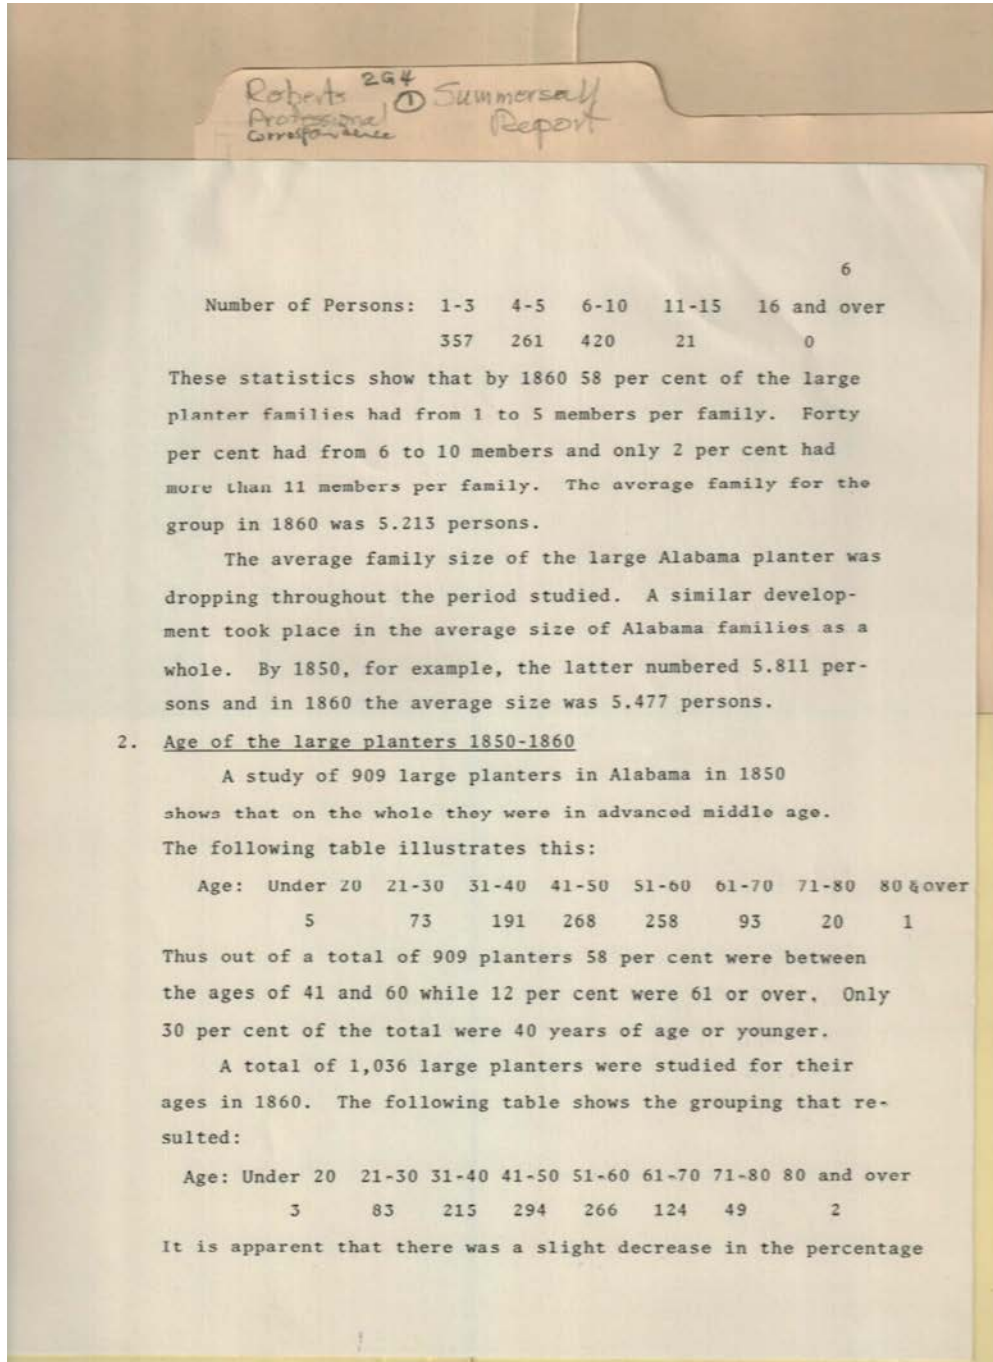 Roberts 2G4 ① Summersell
Professional Report
Correspondence
6
Number of Persons: 1-3 4-5 6-10 11-15 16 and over
357 261 420 21 0
These statistics show that by 1860 58 per cent of the large
planter families had from 1 to 5 members per family. Forty
per cent had from 6 to 10 members and only 2 per cent had
more than 11 members per family. The average family for the
group in 1860 was 5.213 persons.
The average family size of the large Alabama planter was
dropping throughout the period studied. A similar develop-
ment took place in the average size of Alabama families as a
whole. By 1850, for example, the latter numbered 5.811 per-
sons and in 1860 the average size was 5.477 persons.
2. Age of the large planters 1850-1860
A study of 909 large planters in Alabama in 1850
shows that on the whole they were in advanced middle age.
The following table illustrates this:
Age: Under 20 21-30 31-40 41-50 51-60 61-70 71-80 80 & over
5 73 191 268 258 93 20 1
Thus out of a total of 909 planters 58 per cent were between
the ages of 41 and 60 while 12 per cent were 61 or over. Only
30 per cent of the total were 40 years of age or younger.
A total of 1,036 large planters were studied for their
ages in 1860. The following table shows the grouping that re-
sulted:
Age: Under 20 21-30 31-40 41-50 51-60 61-70 71-80 80 and over
3 83 215 294 266 124 49 2
It is apparent that there was a slight decrease in the percentage